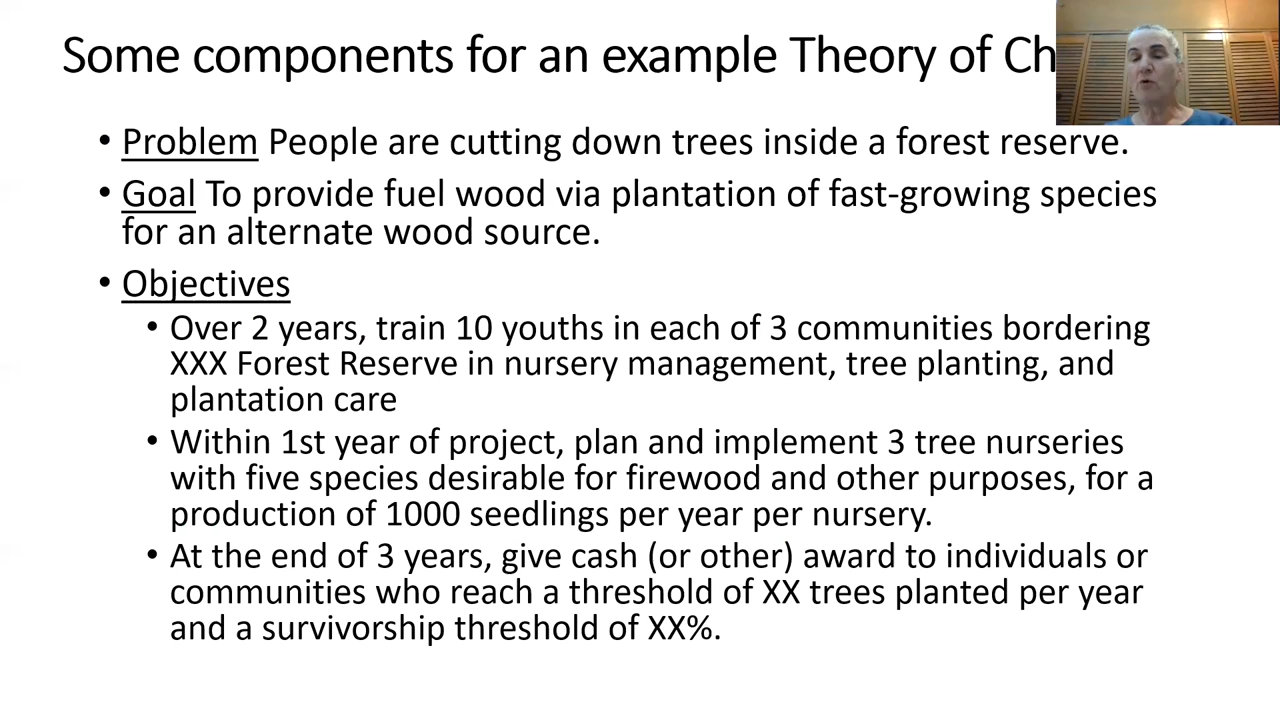 Some components for an example Theory of Ch
• Problem People are cutting down trees inside a forest reserve.
• Goal To provide fuel wood via plantation of fast-growing species
for an alternate wood source.
• Objectives
• Over 2 years, train 10 youths in each of 3 communities bordering
XXX Forest Reserve in nursery management, tree planting, and
plantation care
• Within 1st year of project, plan and implement 3 tree nurseries
with five species desirable for firewood and other purposes, for a
production of 1000 seedlings per year per nursery.
• At the end of 3 years, give cash (or other) award to individuals or
communities who reach a threshold of XX trees planted per year
and a survivorship threshold of XX%.